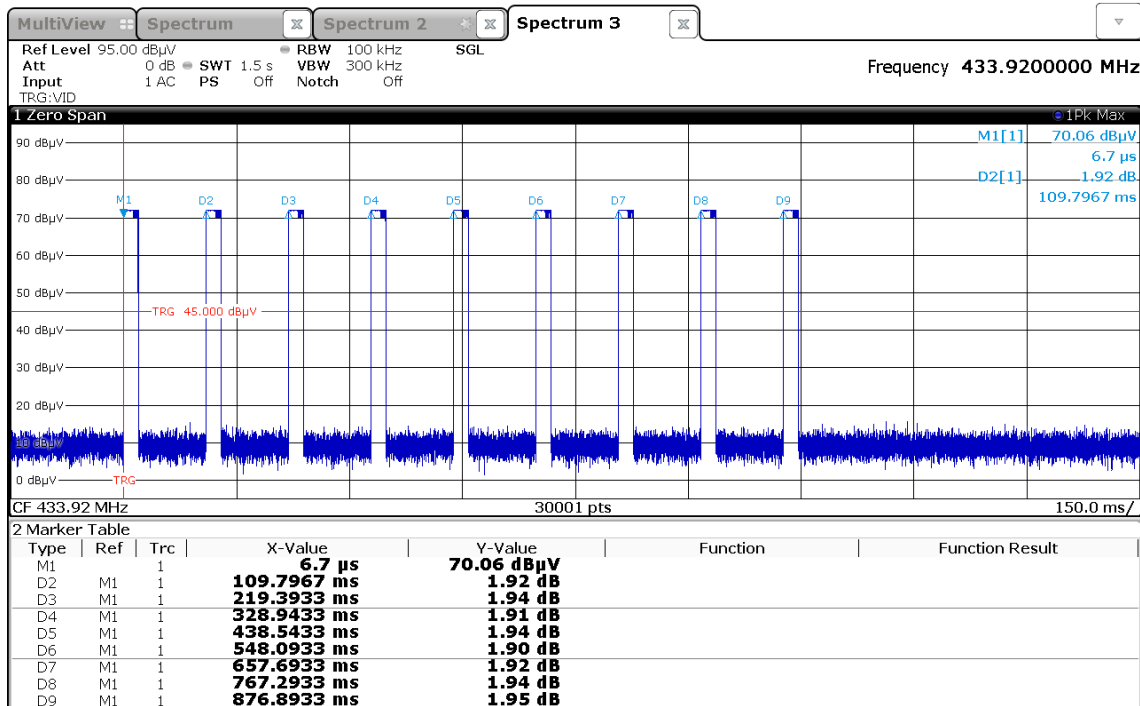 MultiView Spectrum Spectrum 2 Spectrum 3
Ref Level 95.00 dBµV RBW 100 kHz SGL
Att 0 dB SWT 1.5 s VBW 300 kHz
Input 1 AC PS Off Notch Off
Frequency 433.9200000 MHz
TRG:VID
1 Zero Span 1Pk Max
M1[1] 70.06 dBµV
6.7 µs
D2[1] 1.92 dB
109.7967 ms
90 dBµV
80 dBµV
M1 D2 D3 D4 D5 D6 D7 D8 D9
70 dBµV
60 dBµV
50 dBµV
TRG 45.000 dBµV
40 dBµV
30 dBµV
20 dBµV
10 dBµV
0 dBµV
TRG
CF 433.92 MHz 30001 pts 150.0 ms/
2 Marker Table
Type Ref Trc X-Value Y-Value Function Function Result
M1 1 6.7 µs 70.06 dBµV
D2 M1 1 109.7967 ms 1.92 dB
D3 M1 1 219.3933 ms 1.94 dB
D4 M1 1 328.9433 ms 1.91 dB
D5 M1 1 438.5433 ms 1.94 dB
D6 M1 1 548.0933 ms 1.90 dB
D7 M1 1 657.6933 ms 1.92 dB
D8 M1 1 767.2933 ms 1.94 dB
D9 M1 1 876.8933 ms 1.95 dB